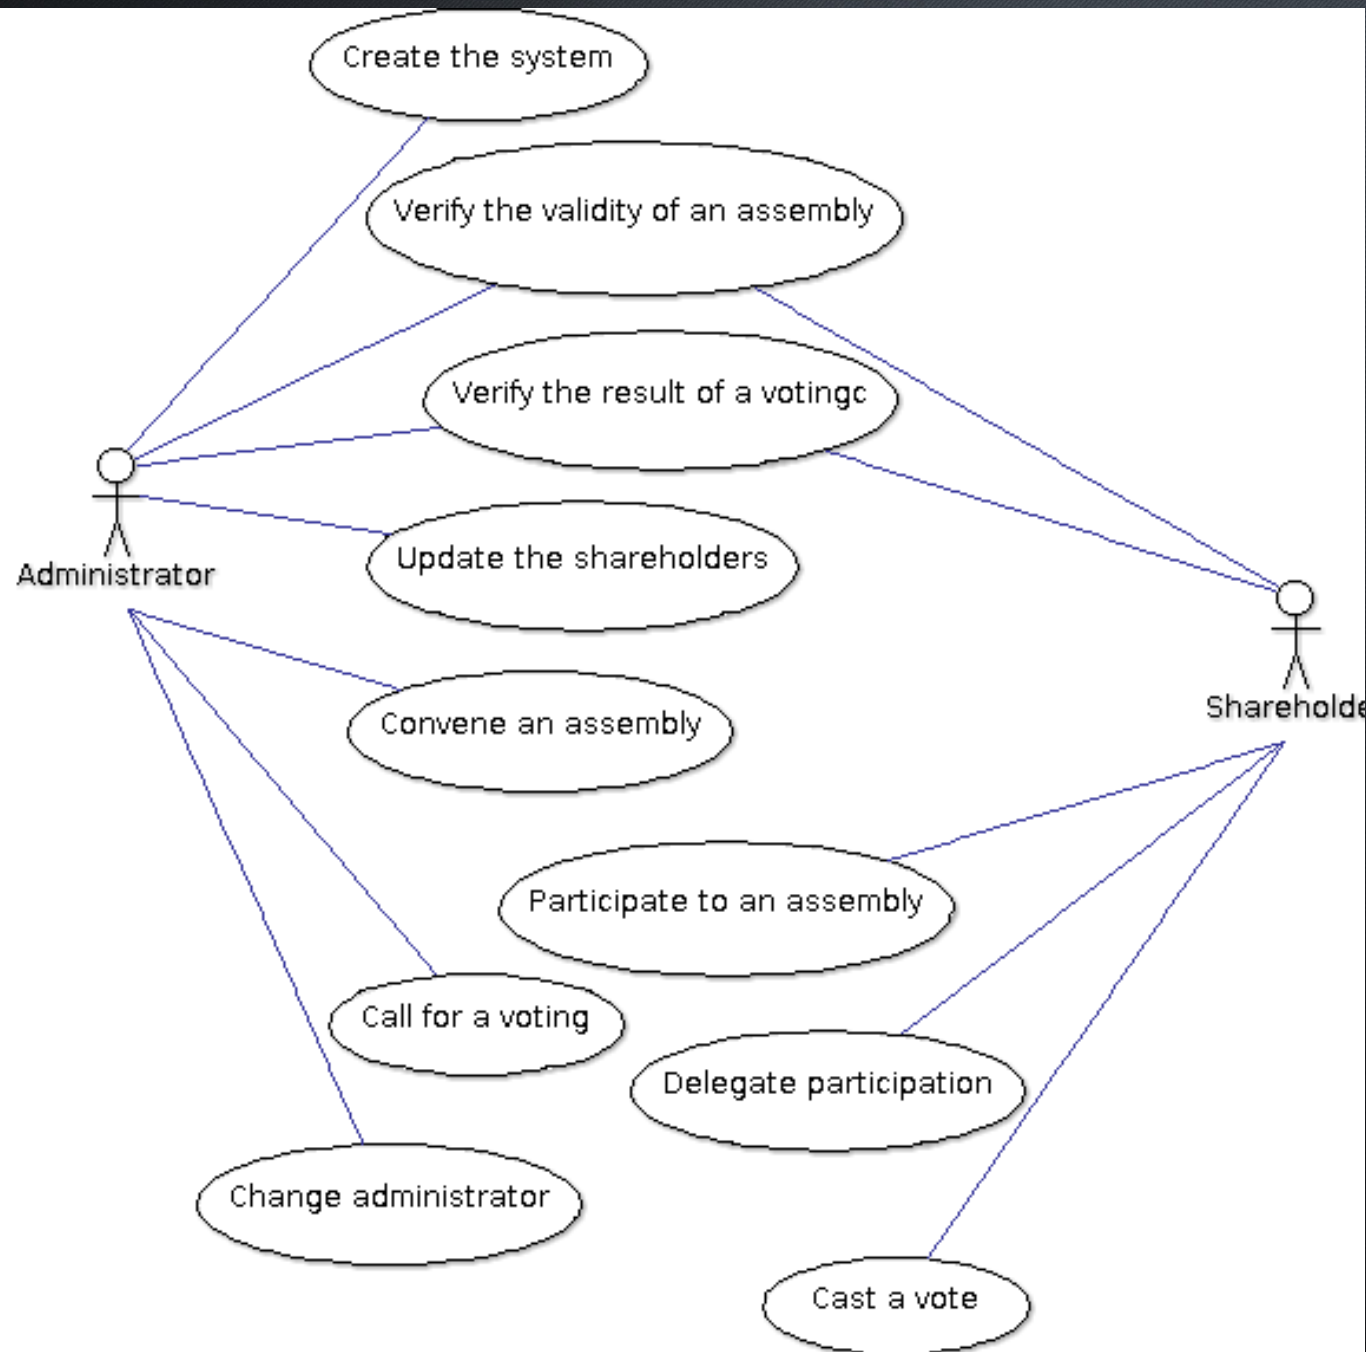 Create the system
Verify the validity of an assembly
Verify the result of a votingc
Update the shareholders
Administrator
Convene an assembly
Shareholde
Participate to an assembly
Call for a voting
Delegate participation
Change administrator
Cast a vote